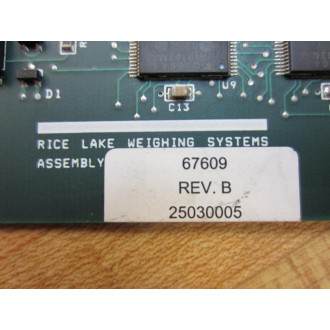 R
U9
D1
C13
RICE LAKE WEIGHING SYSTEMS
ASSEMBLY
67609
REV. B
25030005